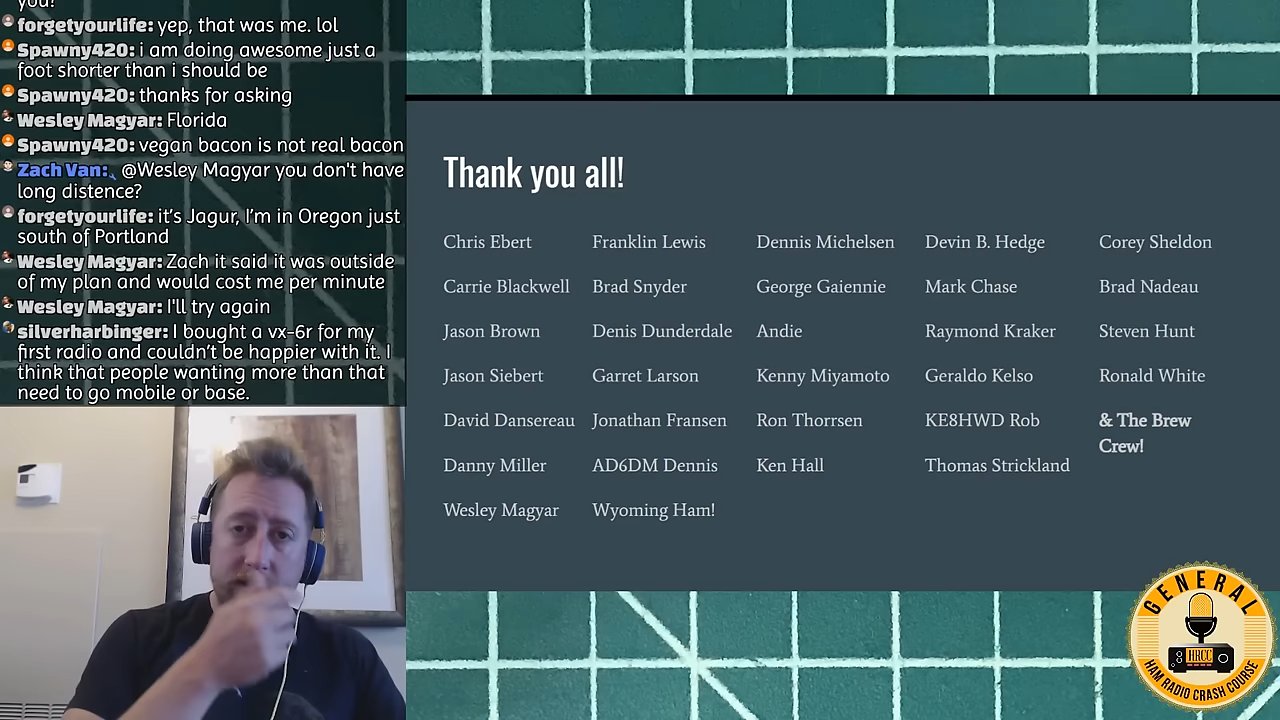 you?
forgetyourlife: yep, that was me. lol
Spawny420: i am doing awesome just a
foot shorter than i should be
Spawny420: thanks for asking
Wesley Magyar: Florida
Spawny420: vegan bacon is not real bacon
Zach Van: @Wesley Magyar you don't have
long distence?
forgetyourlife: it's Jagur, I'm in Oregon just
south of Portland
Wesley Magyar: Zach it said it was outside
of my plan and would cost me per minute
Wesley Magyar: I'll try again
silverharbinger: I bought a vx-6r for my
first radio and couldn't be happier with it. I
think that people wanting more than that
need to go mobile or base.
Thank you all!
Chris Ebert
Carrie Blackwell
Jason Brown
Jason Siebert
David Dansereau
Danny Miller
Wesley Magyar
Franklin Lewis
Brad Snyder
Denis Dunderdale
Garret Larson
Jonathan Fransen
AD6DM Dennis
Wyoming Ham!
Dennis Michelsen
George Gaiennie
Andie
Kenny Miyamoto
Ron Thorrsen
Ken Hall
Devin B. Hedge
Mark Chase
Raymond Kraker
Geraldo Kelso
KE8HWD Rob
Thomas Strickland
Corey Sheldon
Brad Nadeau
Steven Hunt
Ronald White
& The Brew
Crew!
GENERAL
HRCC
HAM RADIO CRASH COURSE